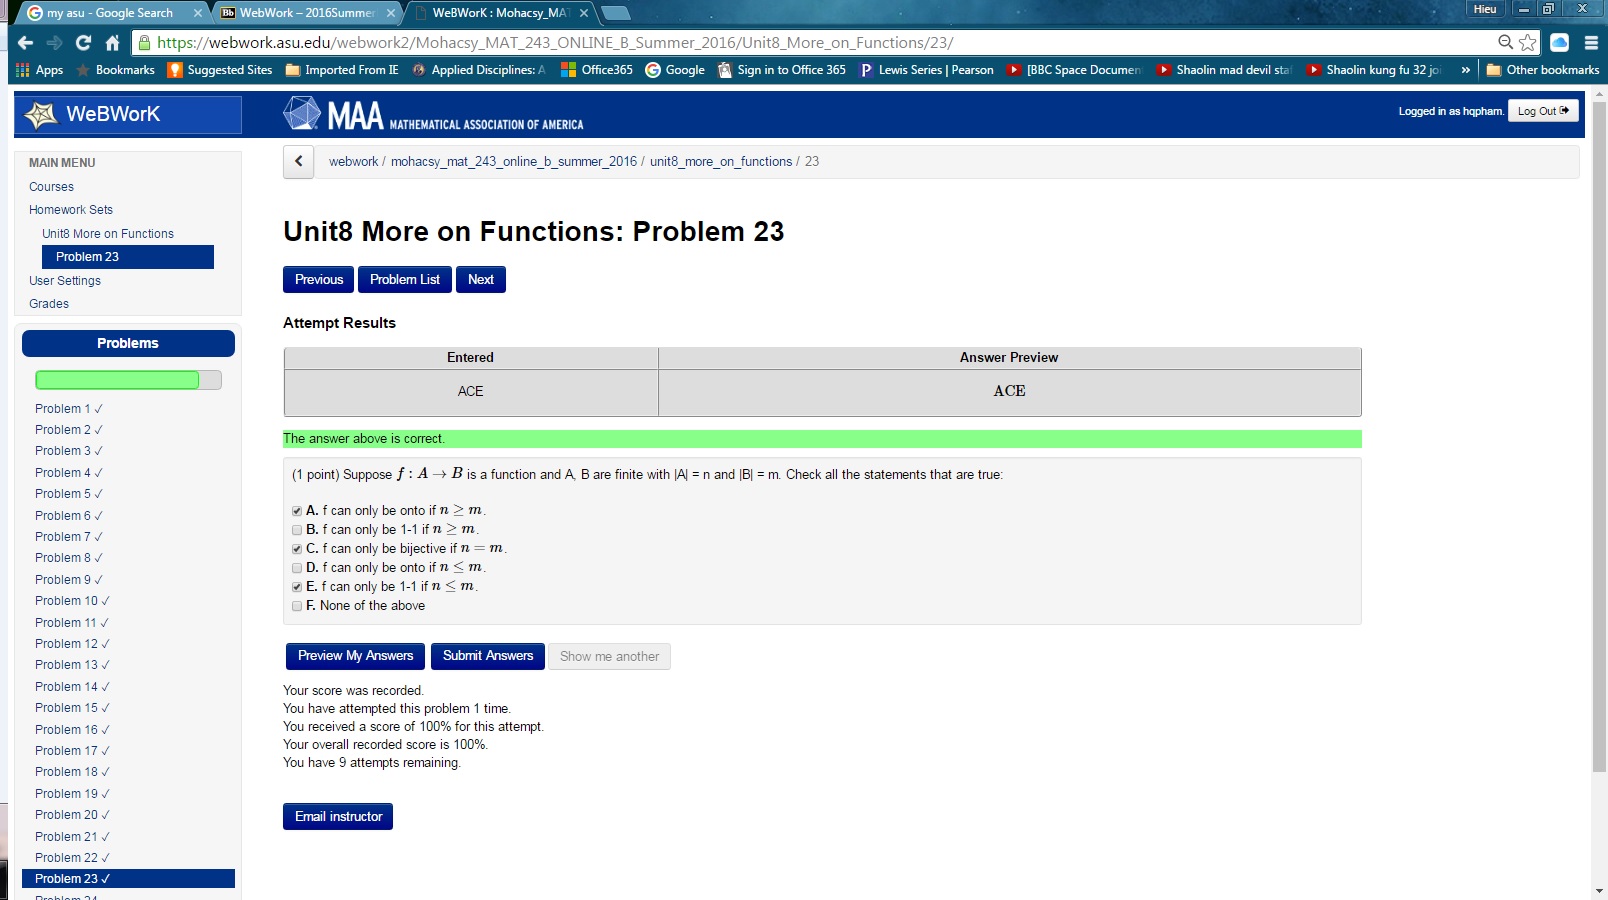 my asu - Google Search
WebWork – 2016Summer
WeBWorK : Mohacsy_MAT
Hieu
https://webwork.asu.edu/webwork2/Mohacsy_MAT_243_ONLINE_B_Summer_2016/Unit8_More_on_Functions/23/
Apps Bookmarks Suggested Sites Imported From IE Applied Disciplines: A Office365 Google Sign in to Office 365 Lewis Series | Pearson [BBC Space Documen Shaolin mad devil sta Shaolin kung fu 32 joi » Other bookmarks
WeBWorK
MAA MATHEMATICAL ASSOCIATION OF AMERICA
Logged in as hqpham. Log Out
MAIN MENU
Courses
Homework Sets
Unit8 More on Functions
Problem 23
User Settings
Grades
Problems
Problem 1 ✓
Problem 2 ✓
Problem 3 ✓
Problem 4 ✓
Problem 5 ✓
Problem 6 ✓
Problem 7 ✓
Problem 8 ✓
Problem 9 ✓
Problem 10 ✓
Problem 11 ✓
Problem 12 ✓
Problem 13 ✓
Problem 14 ✓
Problem 15 ✓
Problem 16 ✓
Problem 17 ✓
Problem 18 ✓
Problem 19 ✓
Problem 20 ✓
Problem 21 ✓
Problem 22 ✓
Problem 23 ✓
Problem 24
webwork / mohacsy_mat_243_online_b_summer_2016 / unit8_more_on_functions / 23
Unit8 More on Functions: Problem 23
Previous Problem List Next
Attempt Results
Entered Answer Preview
ACE ACE
The answer above is correct.
(1 point) Suppose f : A → B is a function and A, B are finite with |A| = n and |B| = m. Check all the statements that are true:
A. f can only be onto if n ≥ m.
B. f can only be 1-1 if n ≥ m.
C. f can only be bijective if n = m.
D. f can only be onto if n ≤ m.
E. f can only be 1-1 if n ≤ m.
F. None of the above
Preview My Answers Submit Answers Show me another
Your score was recorded.
You have attempted this problem 1 time.
You received a score of 100% for this attempt.
Your overall recorded score is 100%.
You have 9 attempts remaining.
Email instructor